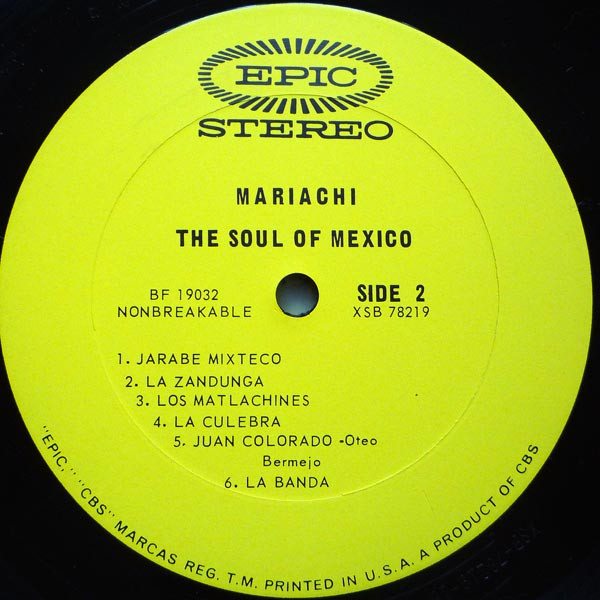 EPIC
STEREO
MARIACHI
THE SOUL OF MEXICO
BF 19032
NONBREAKABLE
SIDE 2
XSB 78219
1. JARABE MIXTECO
2. LA ZANDUNGA
3. LOS MATLACHINES
4. LA CULEBRA
5. JUAN COLORADO -Oteo
Bermejo
6. LA BANDA
"EPIC," "CBS" MARCAS REG. T.M. PRINTED IN U.S.A. A PRODUCT OF CBS